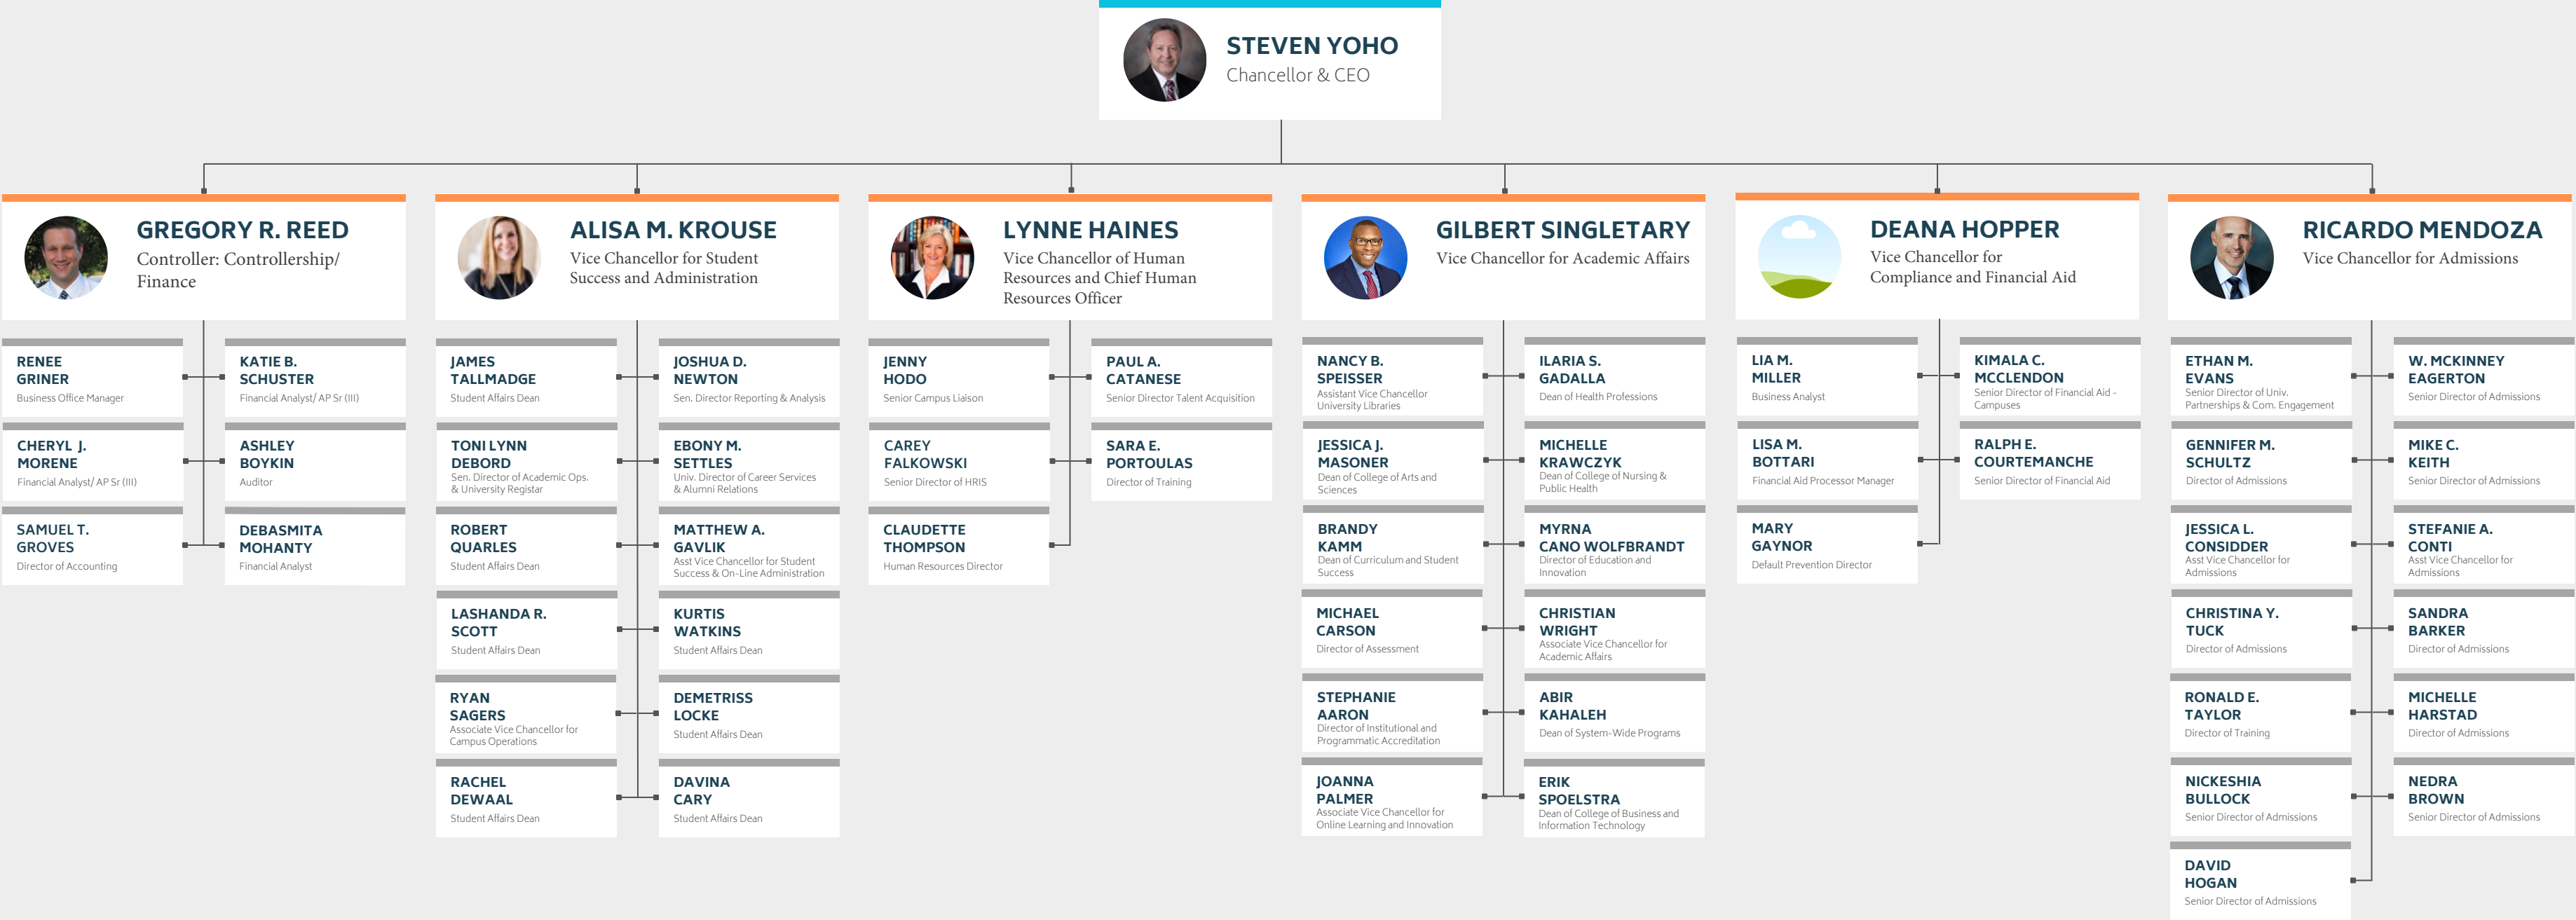 STEVEN YOHO
Chancellor & CEO
GREGORY R. REED
Controller: Controllership/
Finance
RENEE
GRINER
Business Office Manager
KATIE B.
SCHUSTER
Financial Analyst/ AP Sr (III)
CHERYL J.
MORENE
Financial Analyst/ AP Sr (III)
ASHLEY
BOYKIN
Auditor
SAMUEL T.
GROVES
Director of Accounting
DEBASMITA
MOHANTY
Financial Analyst
ALISA M. KROUSE
Vice Chancellor for Student
Success and Administration
JAMES
TALLMADGE
Student Affairs Dean
JOSHUA D.
NEWTON
Sen. Director Reporting & Analysis
TONI LYNN
DEBORD
Sen. Director of Academic Ops.
& University Registar
EBONY M.
SETTLES
Univ. Director of Career Services
& Alumni Relations
ROBERT
QUARLES
Student Affairs Dean
MATTHEW A.
GAVLIK
Asst Vice Chancellor for Student
Success & On-Line Administration
LASHANDA R.
SCOTT
Student Affairs Dean
KURTIS
WATKINS
Student Affairs Dean
RYAN
SAGERS
Associate Vice Chancellor for
Campus Operations
DEMETRISS
LOCKE
Student Affairs Dean
RACHEL
DEWAAL
Student Affairs Dean
DAVINA
CARY
Student Affairs Dean
LYNNE HAINES
Vice Chancellor of Human
Resources and Chief Human
Resources Officer
JENNY
HODO
Senior Campus Liaison
PAUL A.
CATANESE
Senior Director Talent Acquisition
CAREY
FALKOWSKI
Senior Director of HRIS
SARA E.
PORTOULAS
Director of Training
CLAUDETTE
THOMPSON
Human Resources Director
GILBERT SINGLETARY
Vice Chancellor for Academic Affairs
NANCY B.
SPEISSER
Assistant Vice Chancellor
University Libraries
ILARIA S.
GADALLA
Dean of Health Professions
JESSICA J.
MASONER
Dean of College of Arts and
Sciences
MICHELLE
KRAWCZYK
Dean of College of Nursing &
Public Health
BRANDY
KAMM
Dean of Curriculum and Student
Success
MYRNA
CANO WOLFBRANDT
Director of Education and
Innovation
MICHAEL
CARSON
Director of Assessment
CHRISTIAN
WRIGHT
Associate Vice Chancellor for
Academic Affairs
STEPHANIE
AARON
Director of Institutional and
Programmatic Accreditation
ABIR
KAHALEH
Dean of System-Wide Programs
JOANNA
PALMER
Associate Vice Chancellor for
Online Learning and Innovation
ERIK
SPOELSTRA
Dean of College of Business and
Information Technology
DEANA HOPPER
Vice Chancellor for
Compliance and Financial Aid
LIA M.
MILLER
Business Analyst
KIMALA C.
MCCLENDON
Senior Director of Financial Aid -
Campuses
LISA M.
BOTTARI
Financial Aid Processor Manager
RALPH E.
COURTEMANCHE
Senior Director of Financial Aid
MARY
GAYNOR
Default Prevention Director
RICARDO MENDOZA
Vice Chancellor for Admissions
ETHAN M.
EVANS
Senior Director of Univ.
Partnerships & Com. Engagement
W. MCKINNEY
EAGERTON
Senior Director of Admissions
GENNIFER M.
SCHULTZ
Director of Admissions
MIKE C.
KEITH
Senior Director of Admissions
JESSICA L.
CONSIDDER
Asst Vice Chancellor for
Admissions
STEFANIE A.
CONTI
Asst Vice Chancellor for
Admissions
CHRISTINA Y.
TUCK
Director of Admissions
SANDRA
BARKER
Director of Admissions
RONALD E.
TAYLOR
Director of Training
MICHELLE
HARSTAD
Director of Admissions
NICKESHIA
BULLOCK
Senior Director of Admissions
NEDRA
BROWN
Senior Director of Admissions
DAVID
HOGAN
Senior Director of Admissions